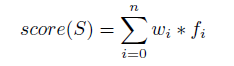 score(S) = \sum_{i=0}^{n} w_i * f_i